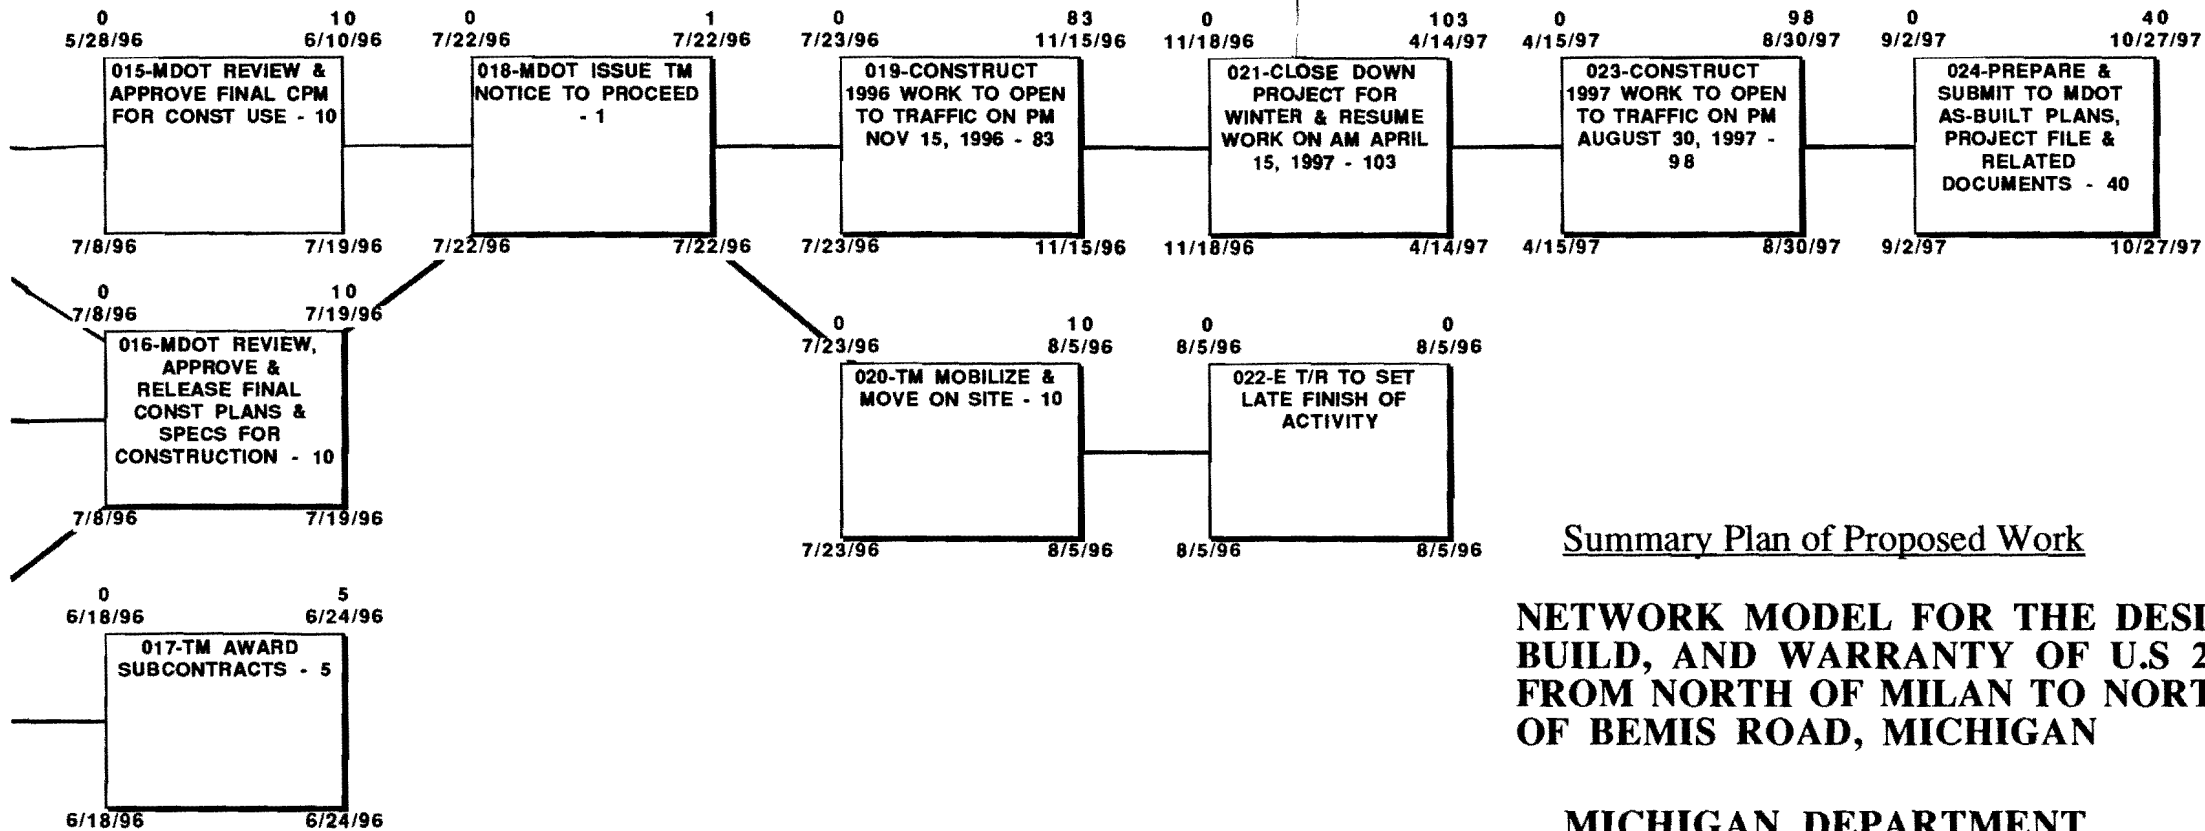 0 10 0 1 0 83 0 103 0 98 0 40
5/28/96 6/10/96 7/22/96 7/22/96 7/23/96 11/15/96 11/18/96 4/14/97 4/15/97 8/30/97 9/2/97 10/27/97
015-MDOT REVIEW &
APPROVE FINAL CPM
FOR CONST USE - 10
018-MDOT ISSUE TM
NOTICE TO PROCEED
- 1
019-CONSTRUCT
1996 WORK TO OPEN
TO TRAFFIC ON PM
NOV 15, 1996 - 83
021-CLOSE DOWN
PROJECT FOR
WINTER & RESUME
WORK ON AM APRIL
15, 1997 - 103
023-CONSTRUCT
1997 WORK TO OPEN
TO TRAFFIC ON PM
AUGUST 30, 1997 -
98
024-PREPARE &
SUBMIT TO MDOT
AS-BUILT PLANS,
PROJECT FILE &
RELATED
DOCUMENTS - 40
7/8/96 7/19/96 7/22/96 7/22/96 7/23/96 11/15/96 11/18/96 4/14/97 4/15/97 8/30/97 9/2/97 10/27/97
0 10
7/8/96 7/19/96
016-MDOT REVIEW,
APPROVE &
RELEASE FINAL
CONST PLANS &
SPECS FOR
CONSTRUCTION - 10
7/8/96 7/19/96
0 10 0 0
7/23/96 8/5/96 8/5/96 8/5/96
020-TM MOBILIZE &
MOVE ON SITE - 10
022-E T/R TO SET
LATE FINISH OF
ACTIVITY
7/23/96 8/5/96 8/5/96 8/5/96
0 5
6/18/96 6/24/96
017-TM AWARD
SUBCONTRACTS - 5
6/18/96 6/24/96
Summary Plan of Proposed Work
NETWORK MODEL FOR THE DESI
BUILD, AND WARRANTY OF U.S 2
FROM NORTH OF MILAN TO NORT
OF BEMIS ROAD, MICHIGAN
MICHIGAN DEPARTMENT